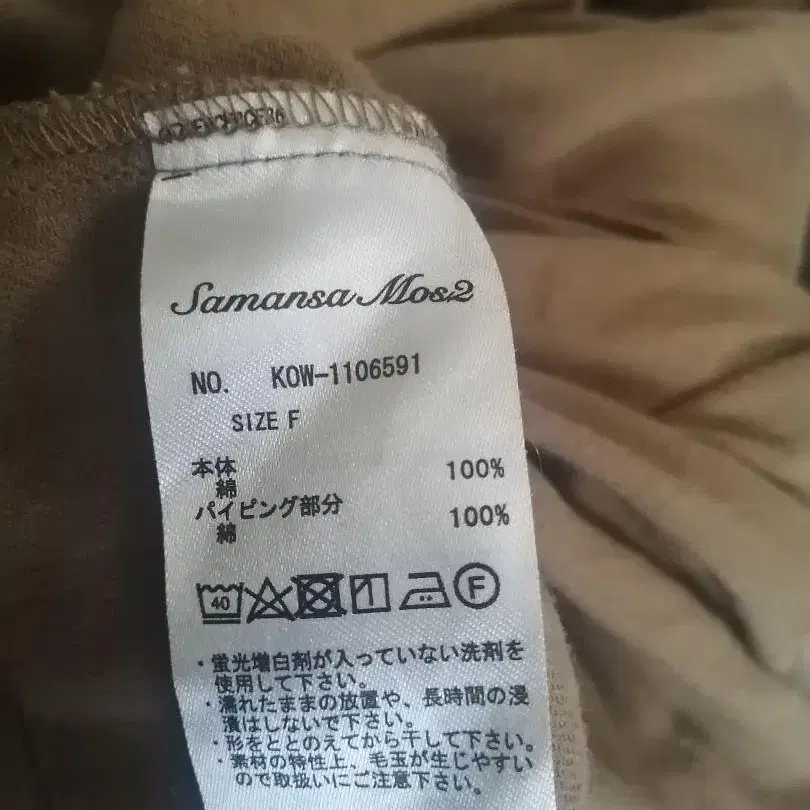 Samansa Mos2
NO. KOW-1106591
SIZE F
本体
綿 100%
パイピング部分
綿 100%
40 F
・蛍光増白剤が入っていない洗剤を
使用して下さい。
・濡れたままの放置や、長時間の浸
漬はしないで下さい。
・形をととのえてから干して下さい。
・素材の特性上、毛玉が生じやすい
ので取扱いにご注意下さい。